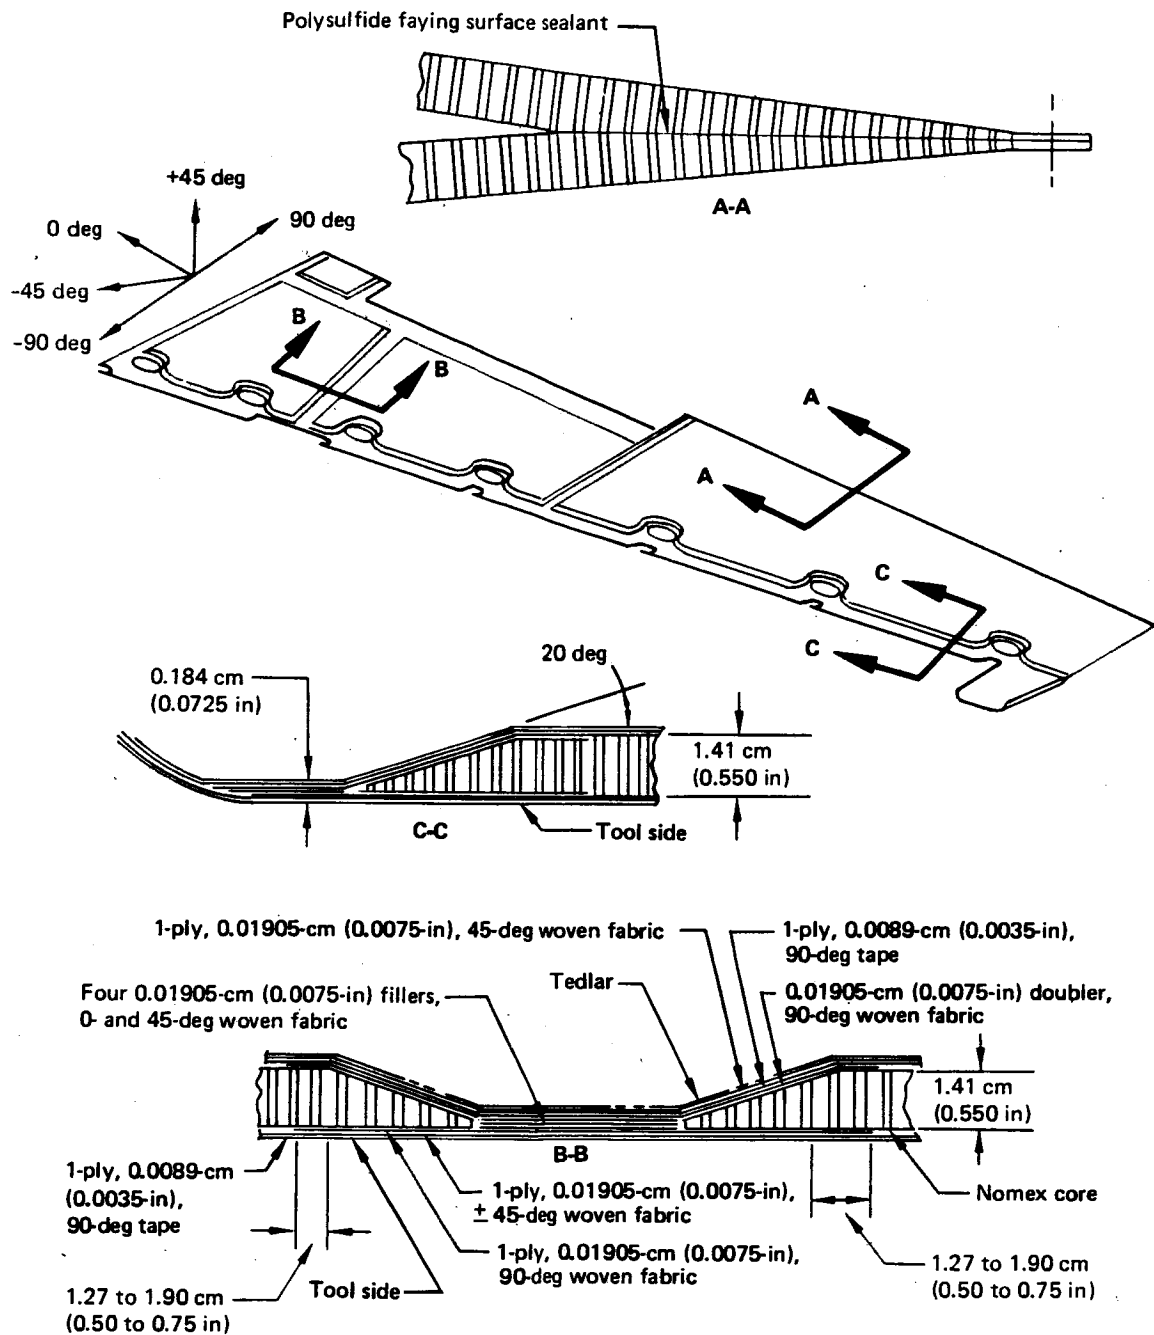 Polysulfide faying surface sealant
A-A
+45 deg
0 deg
90 deg
-45 deg
-90 deg
B
B
A
A
C
C
20 deg
0.184 cm
(0.0725 in)
1.41 cm
(0.550 in)
C-C
Tool side
1-ply, 0.01905-cm (0.0075-in), 45-deg woven fabric
1-ply, 0.0089-cm (0.0035-in),
90-deg tape
Four 0.01905-cm (0.0075-in) fillers,
0- and 45-deg woven fabric
Tedlar
0.01905-cm (0.0075-in) doubler,
90-deg woven fabric
1.41 cm
(0.550 in)
B-B
1-ply, 0.0089-cm
(0.0035-in),
90-deg tape
1-ply, 0.01905-cm (0.0075-in),
± 45-deg woven fabric
Nomex core
1-ply, 0.01905-cm (0.0075-in),
90-deg woven fabric
Tool side
1.27 to 1.90 cm
(0.50 to 0.75 in)
1.27 to 1.90 cm
(0.50 to 0.75 in)